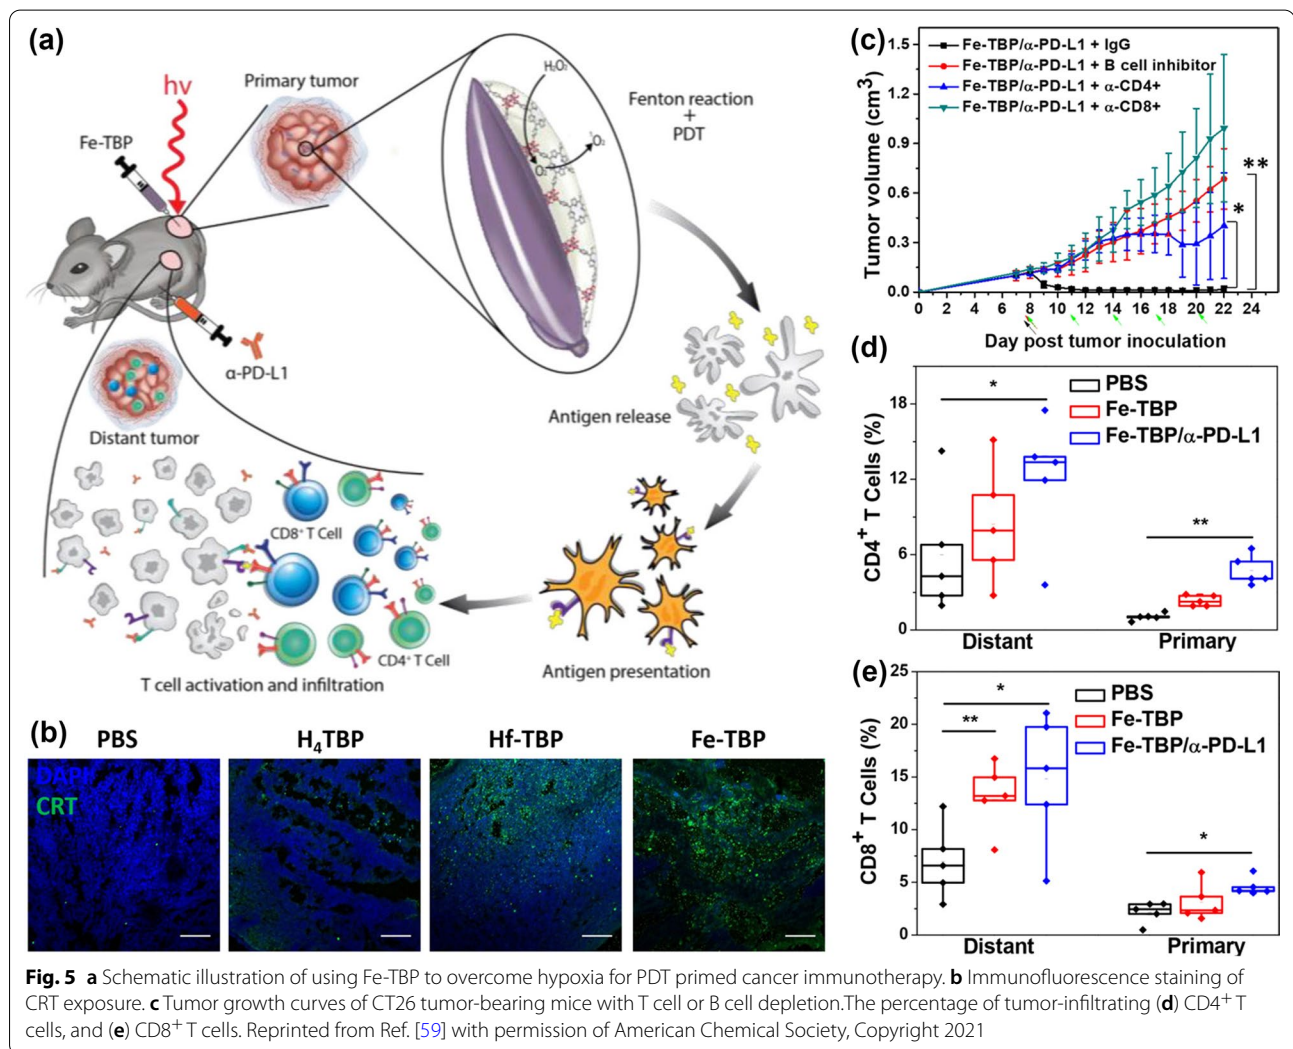 (a)
hv
Fe-TBP
Primary tumor
H₂O₂
O₂
¹O₂
Fenton reaction
+
PDT
α-PD-L1
Distant tumor
Antigen release
CD8⁺ T Cell
CD4⁺ T Cell
T cell activation and infiltration
Antigen presentation
(b)
PBS
H₄TBP
Hf-TBP
Fe-TBP
DAPI
CRT
(c)
Fe-TBP/α-PD-L1 + IgG
Fe-TBP/α-PD-L1 + B cell inhibitor
Fe-TBP/α-PD-L1 + α-CD4+
Fe-TBP/α-PD-L1 + α-CD8+
Tumor volume (cm³)
1.5
1.2
0.9
0.6
0.3
0.0
**
*
0 2 4 6 8 10 12 14 16 18 20 22 24
Day post tumor inoculation
(d)
CD4⁺ T Cells (%)
18
12
6
0
*
**
PBS
Fe-TBP
Fe-TBP/α-PD-L1
Distant Primary
(e)
CD8⁺ T Cells (%)
25
20
15
10
5
0
*
**
*
PBS
Fe-TBP
Fe-TBP/α-PD-L1
Distant Primary
Fig. 5 a Schematic illustration of using Fe-TBP to overcome hypoxia for PDT primed cancer immunotherapy. b Immunofluorescence staining of
CRT exposure. c Tumor growth curves of CT26 tumor-bearing mice with T cell or B cell depletion.The percentage of tumor-infiltrating (d) CD4⁺ T
cells, and (e) CD8⁺ T cells. Reprinted from Ref. [59] with permission of American Chemical Society, Copyright 2021